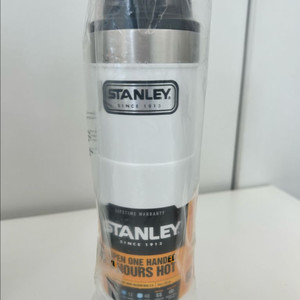 STANLEY
SINCE 1913
LIFETIME WARRANTY
STANLEY
SINCE 1913
OPEN ONE HANDED
HOURS HOT